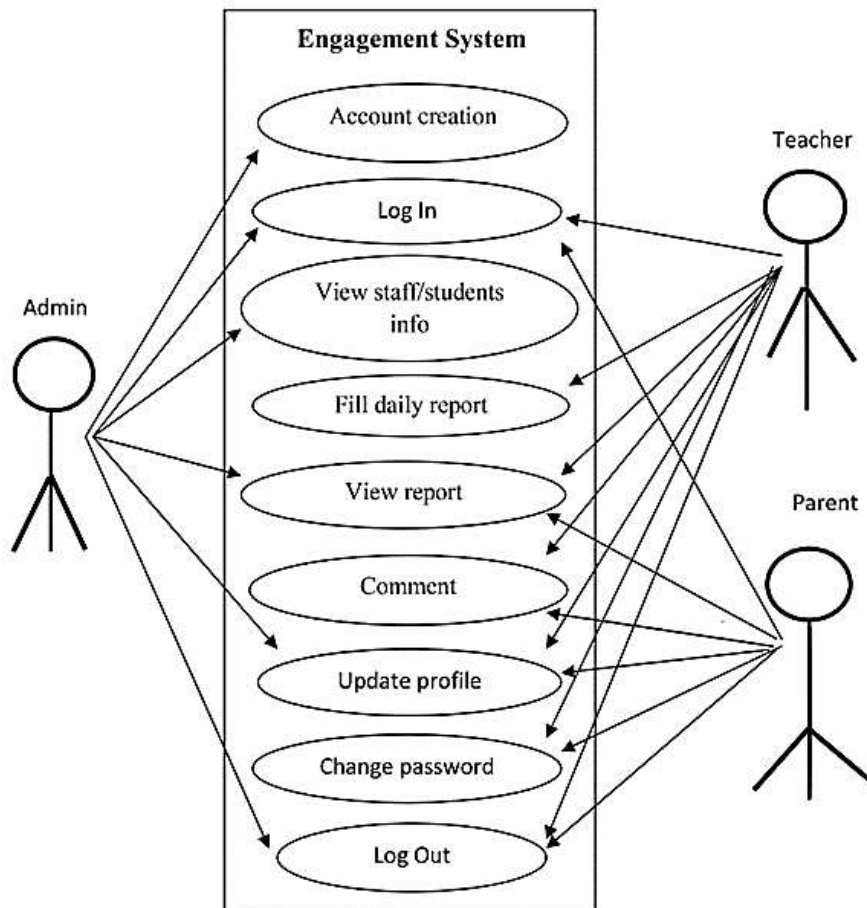 Engagement System
Account creation
Teacher
Log In
View staff/students
info
Admin
Fill daily report
View report
Parent
Comment
Update profile
Change password
Log Out